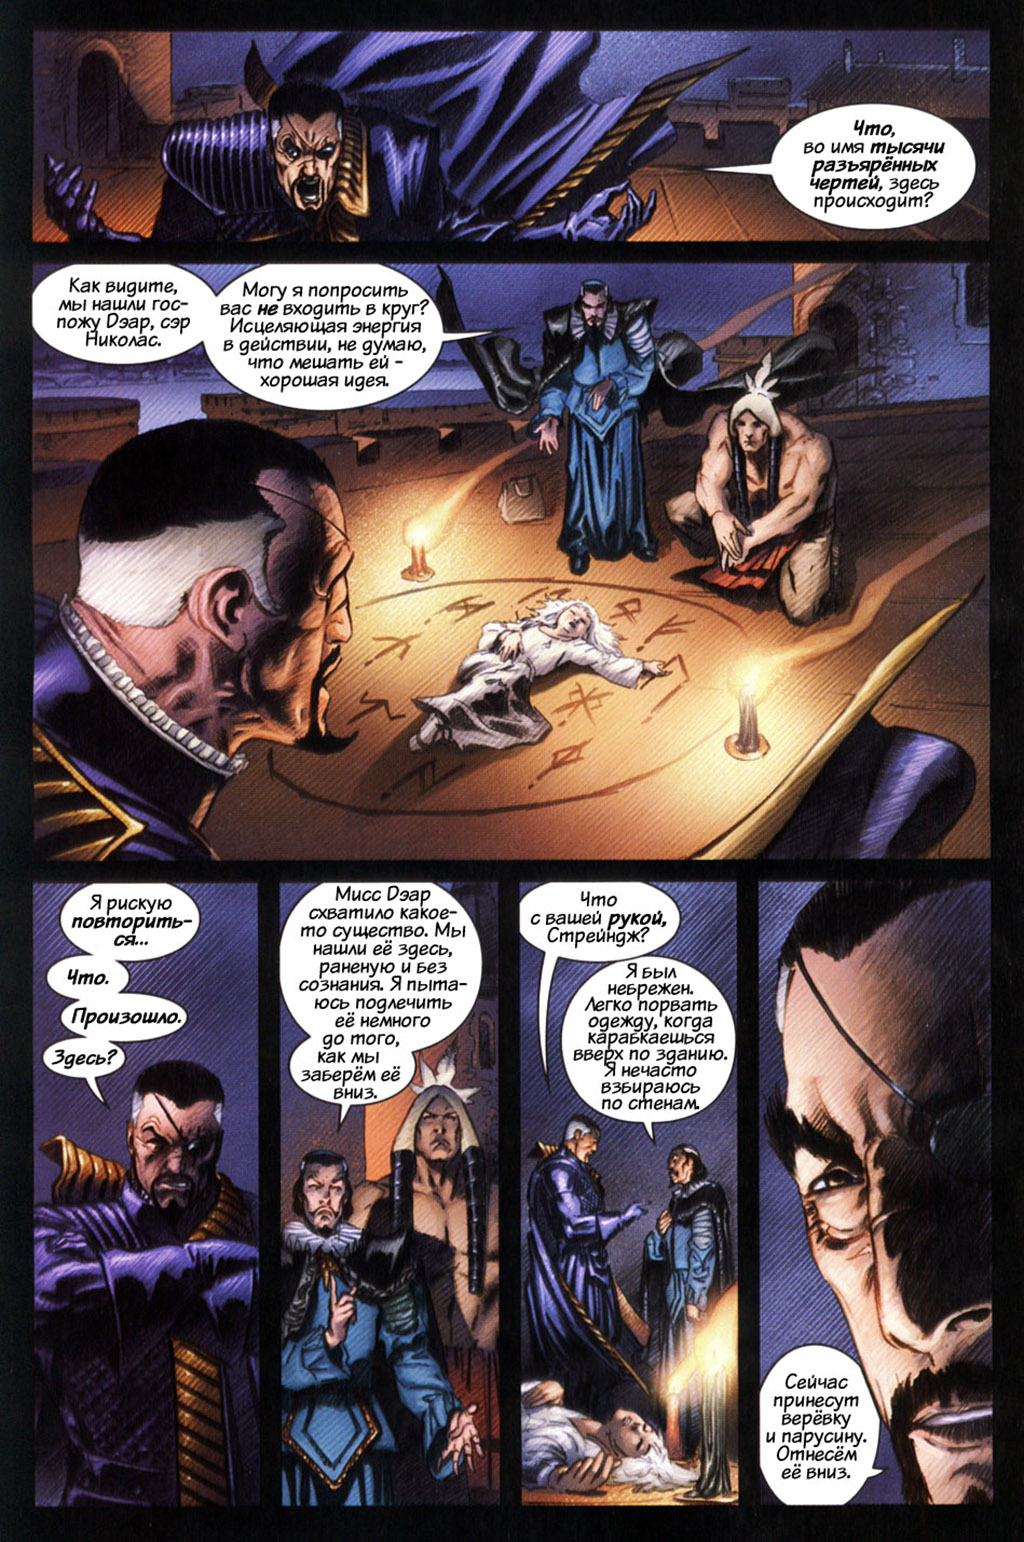 Что,
во имя тысячи
разъярённых
чертей, здесь
происходит?
Как видите,
мы нашли гос-
пожу Dэар, сэр
Николас.
Могу я попросить
вас не входить в круг?
Исцеляющая энергия
в действии, не думаю,
что мешать ей -
хорошая идея.
Я рискую
повторить-
ся...
Что.
Произошло.
Здесь?
Мисс Dэар
схватило какое-
то существо. Мы
нашли её здесь,
раненую и без
сознания. Я пыта-
юсь подлечить
её немного
до того,
как мы
заберём её
вниз.
Что
с вашей рукой,
Стрейндж?
Я был
небрежен.
Легко порвать
одежду, когда
карабкаешься
вверх по зданию.
Я нечасто
взбираюсь
по стенам.
Сейчас
принесут
верёвку
и парусину.
Отнесём
её вниз.